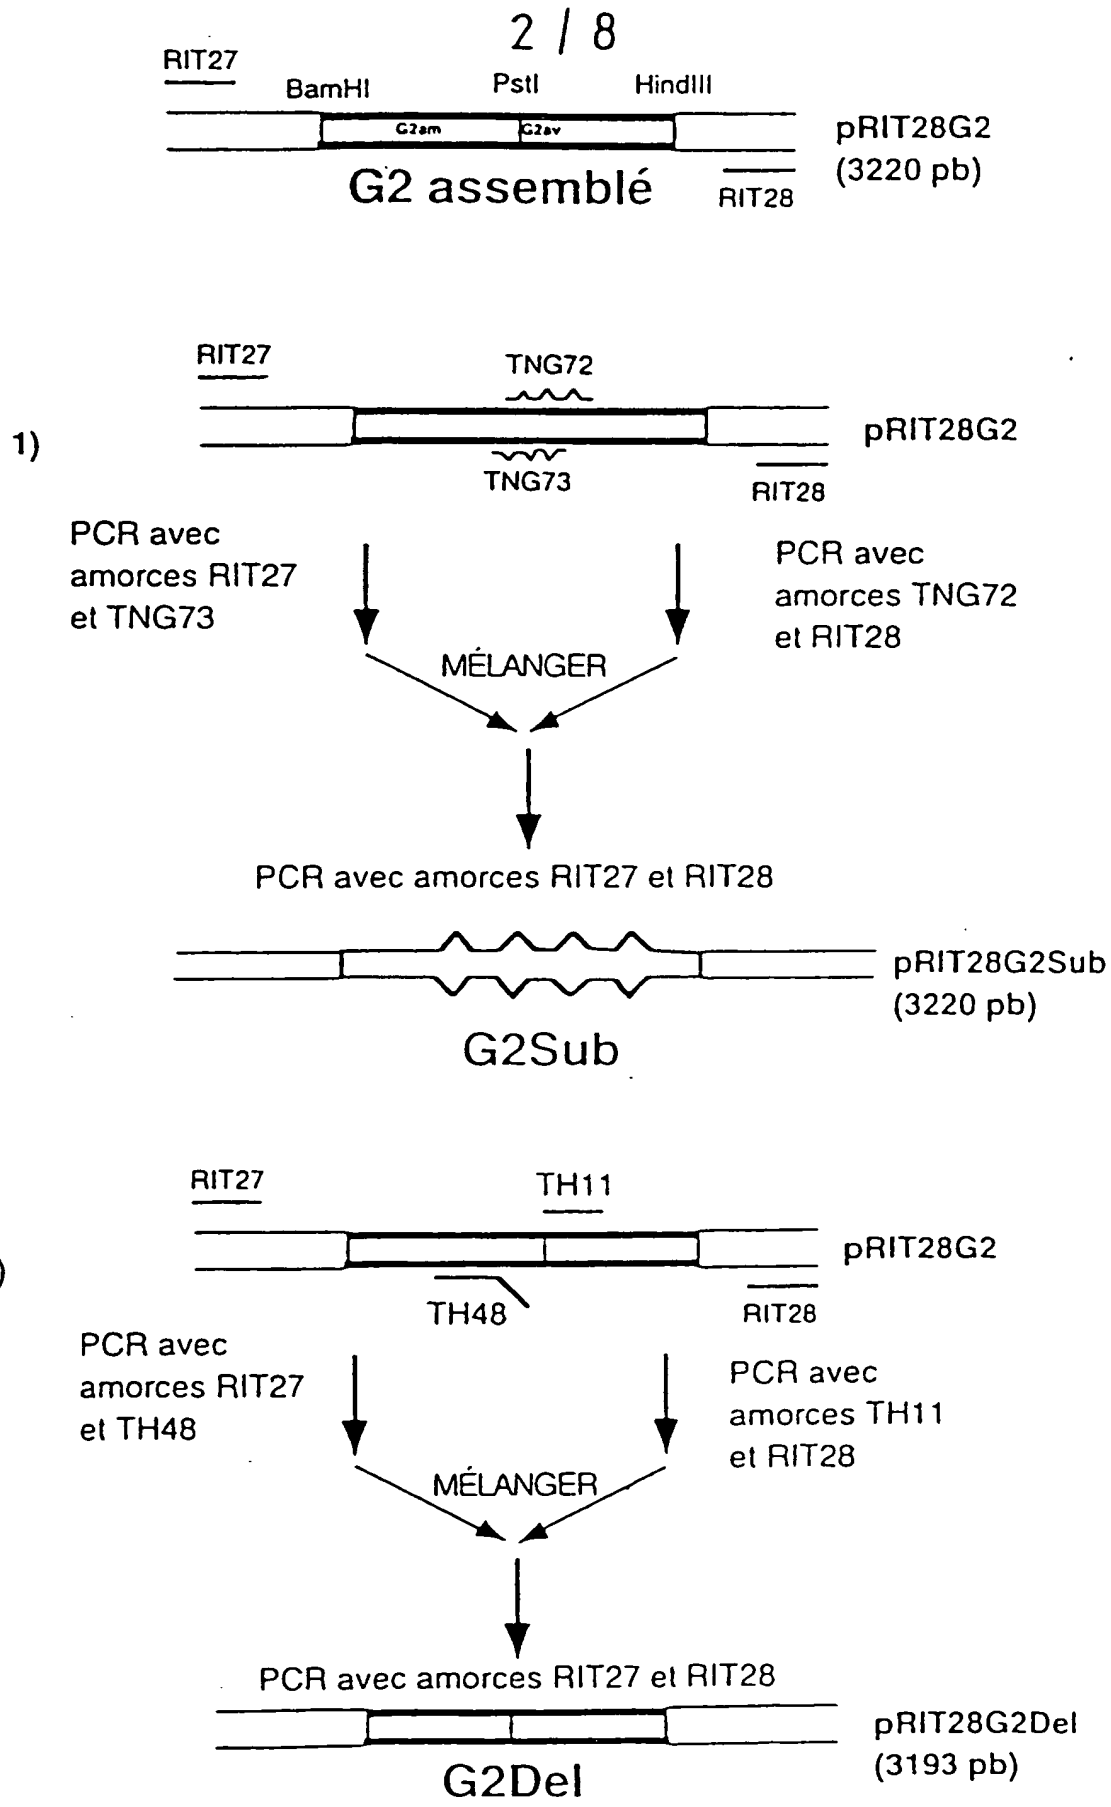 2 / 8
RIT27
BamHI
PstI
HindIII
G2am
G2av
pRIT28G2
(3220 pb)
G2 assemblé
RIT28
RIT27
TNG72
1)
pRIT28G2
TNG73
RIT28
PCR avec
amorces RIT27
et TNG73
PCR avec
amorces TNG72
et RIT28
MÉLANGER
PCR avec amorces RIT27 et RIT28
pRIT28G2Sub
(3220 pb)
G2Sub
RIT27
TH11
)
pRIT28G2
TH48
RIT28
PCR avec
amorces RIT27
et TH48
PCR avec
amorces TH11
et RIT28
MÉLANGER
PCR avec amorces RIT27 et RIT28
pRIT28G2Del
(3193 pb)
G2Del